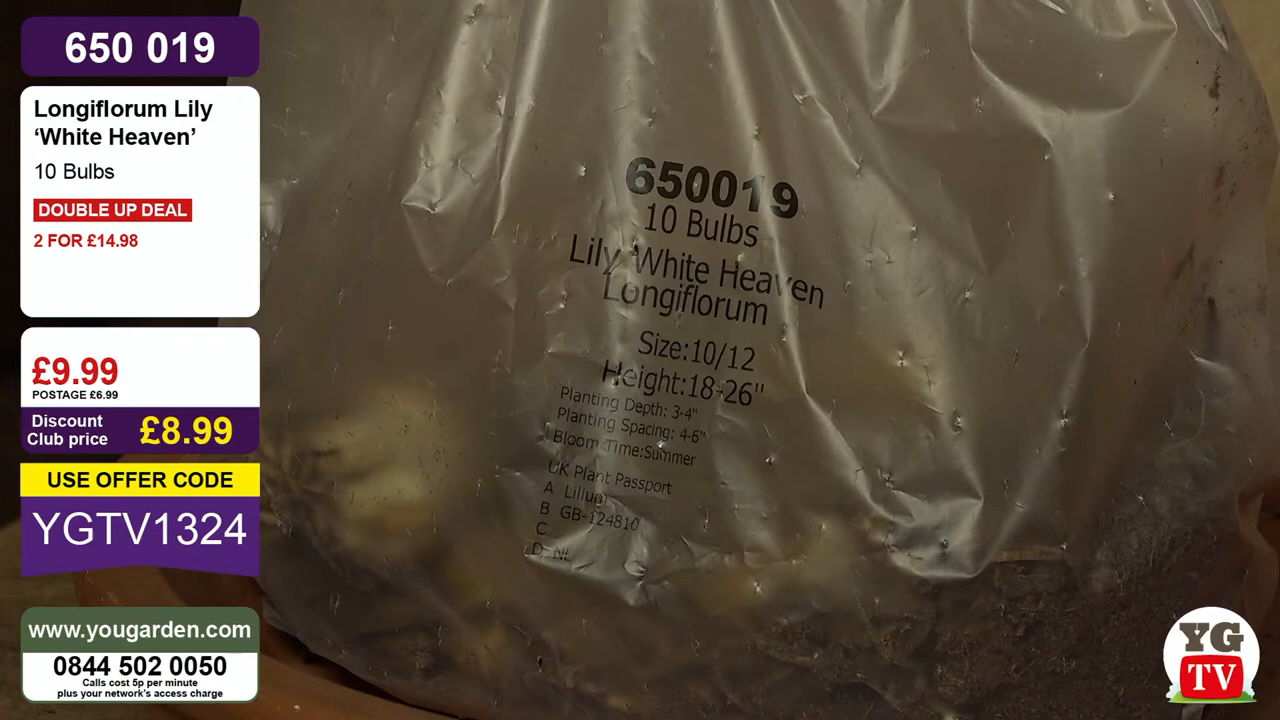 650 019
Longiflorum Lily
‘White Heaven’
10 Bulbs
DOUBLE UP DEAL
2 FOR £14.98
£9.99
POSTAGE £6.99
Discount
Club price
£8.99
USE OFFER CODE
YGTV1324
www.yougarden.com
0844 502 0050
Calls cost 5p per minute
plus your network's access charge
650019
10 Bulbs
Lily 'White Heaven
Longiflorum
Size:10/12
Height:18-26"
Planting Depth: 3-4"
Planting Spacing: 4-6"
Bloom Time:Summer
UK Plant Passport
A Lilium
B GB-124810
C
D NL
YG
TV